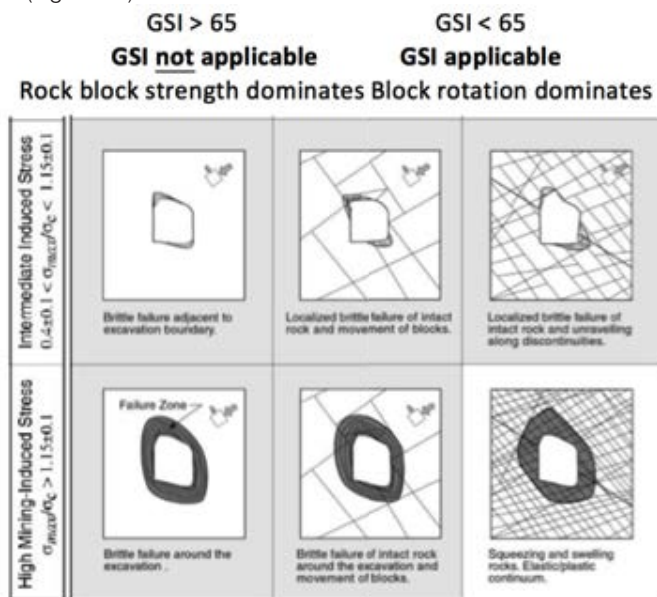 GSI > 65 GSI < 65
GSI not applicable GSI applicable
Rock block strength dominates Block rotation dominates
Intermediate Induced Stress
0.4±0.1 < σmax/σc < 1.15±0.1
Brittle failure adjacent to
excavation boundary.
Localized brittle failure of intact
rock and movement of blocks.
Localized brittle failure of
intact rock and unravelling
along discontinuities.
High Mining-Induced Stress
σmax/σc > 1.15±0.1
Failure Zone
Brittle failure around the
excavation .
Brittle failure of intact rock
around the excavation and
movement of blocks.
Squeezing and swelling
rocks. Elastic/plastic
continuum.